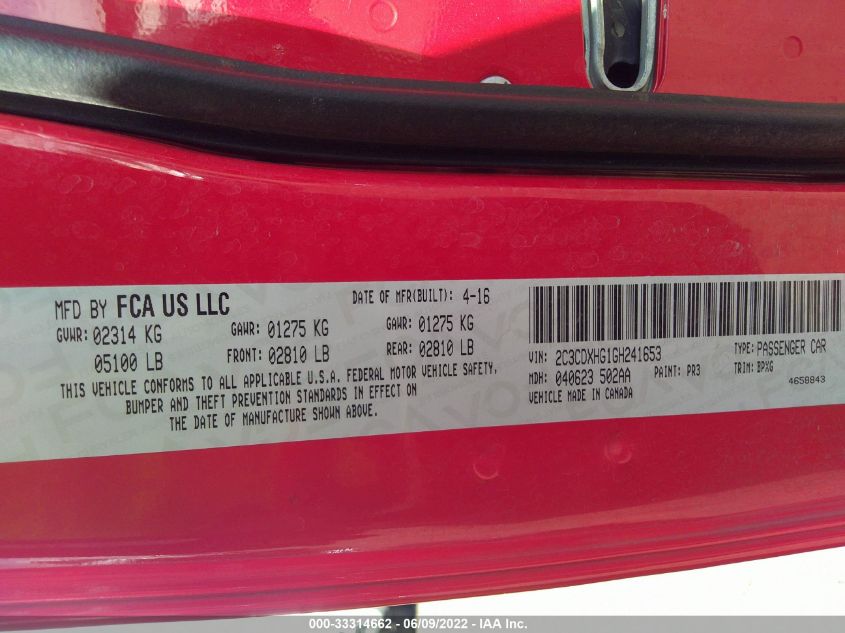 MFD BY FCA US LLC
DATE OF MFR(BUILT): 4-16
GVWR: 02314 KG
GAWR: 01275 KG
GAWR: 01275 KG
05100 LB
FRONT: 02810 LB
REAR: 02810 LB
THIS VEHICLE CONFORMS TO ALL APPLICABLE U.S.A. FEDERAL MOTOR VEHICLE SAFETY,
BUMPER AND THEFT PREVENTION STANDARDS IN EFFECT ON
THE DATE OF MANUFACTURE SHOWN ABOVE.
VIN: 2C3CDXHG1GH241653
TYPE: PASSENGER CAR
MDH: 040623 502AA
PAINT: PR3
TRIM: BPXG
VEHICLE MADE IN CANADA
4658843
000-33314662 - 06/09/2022 - IAA Inc.